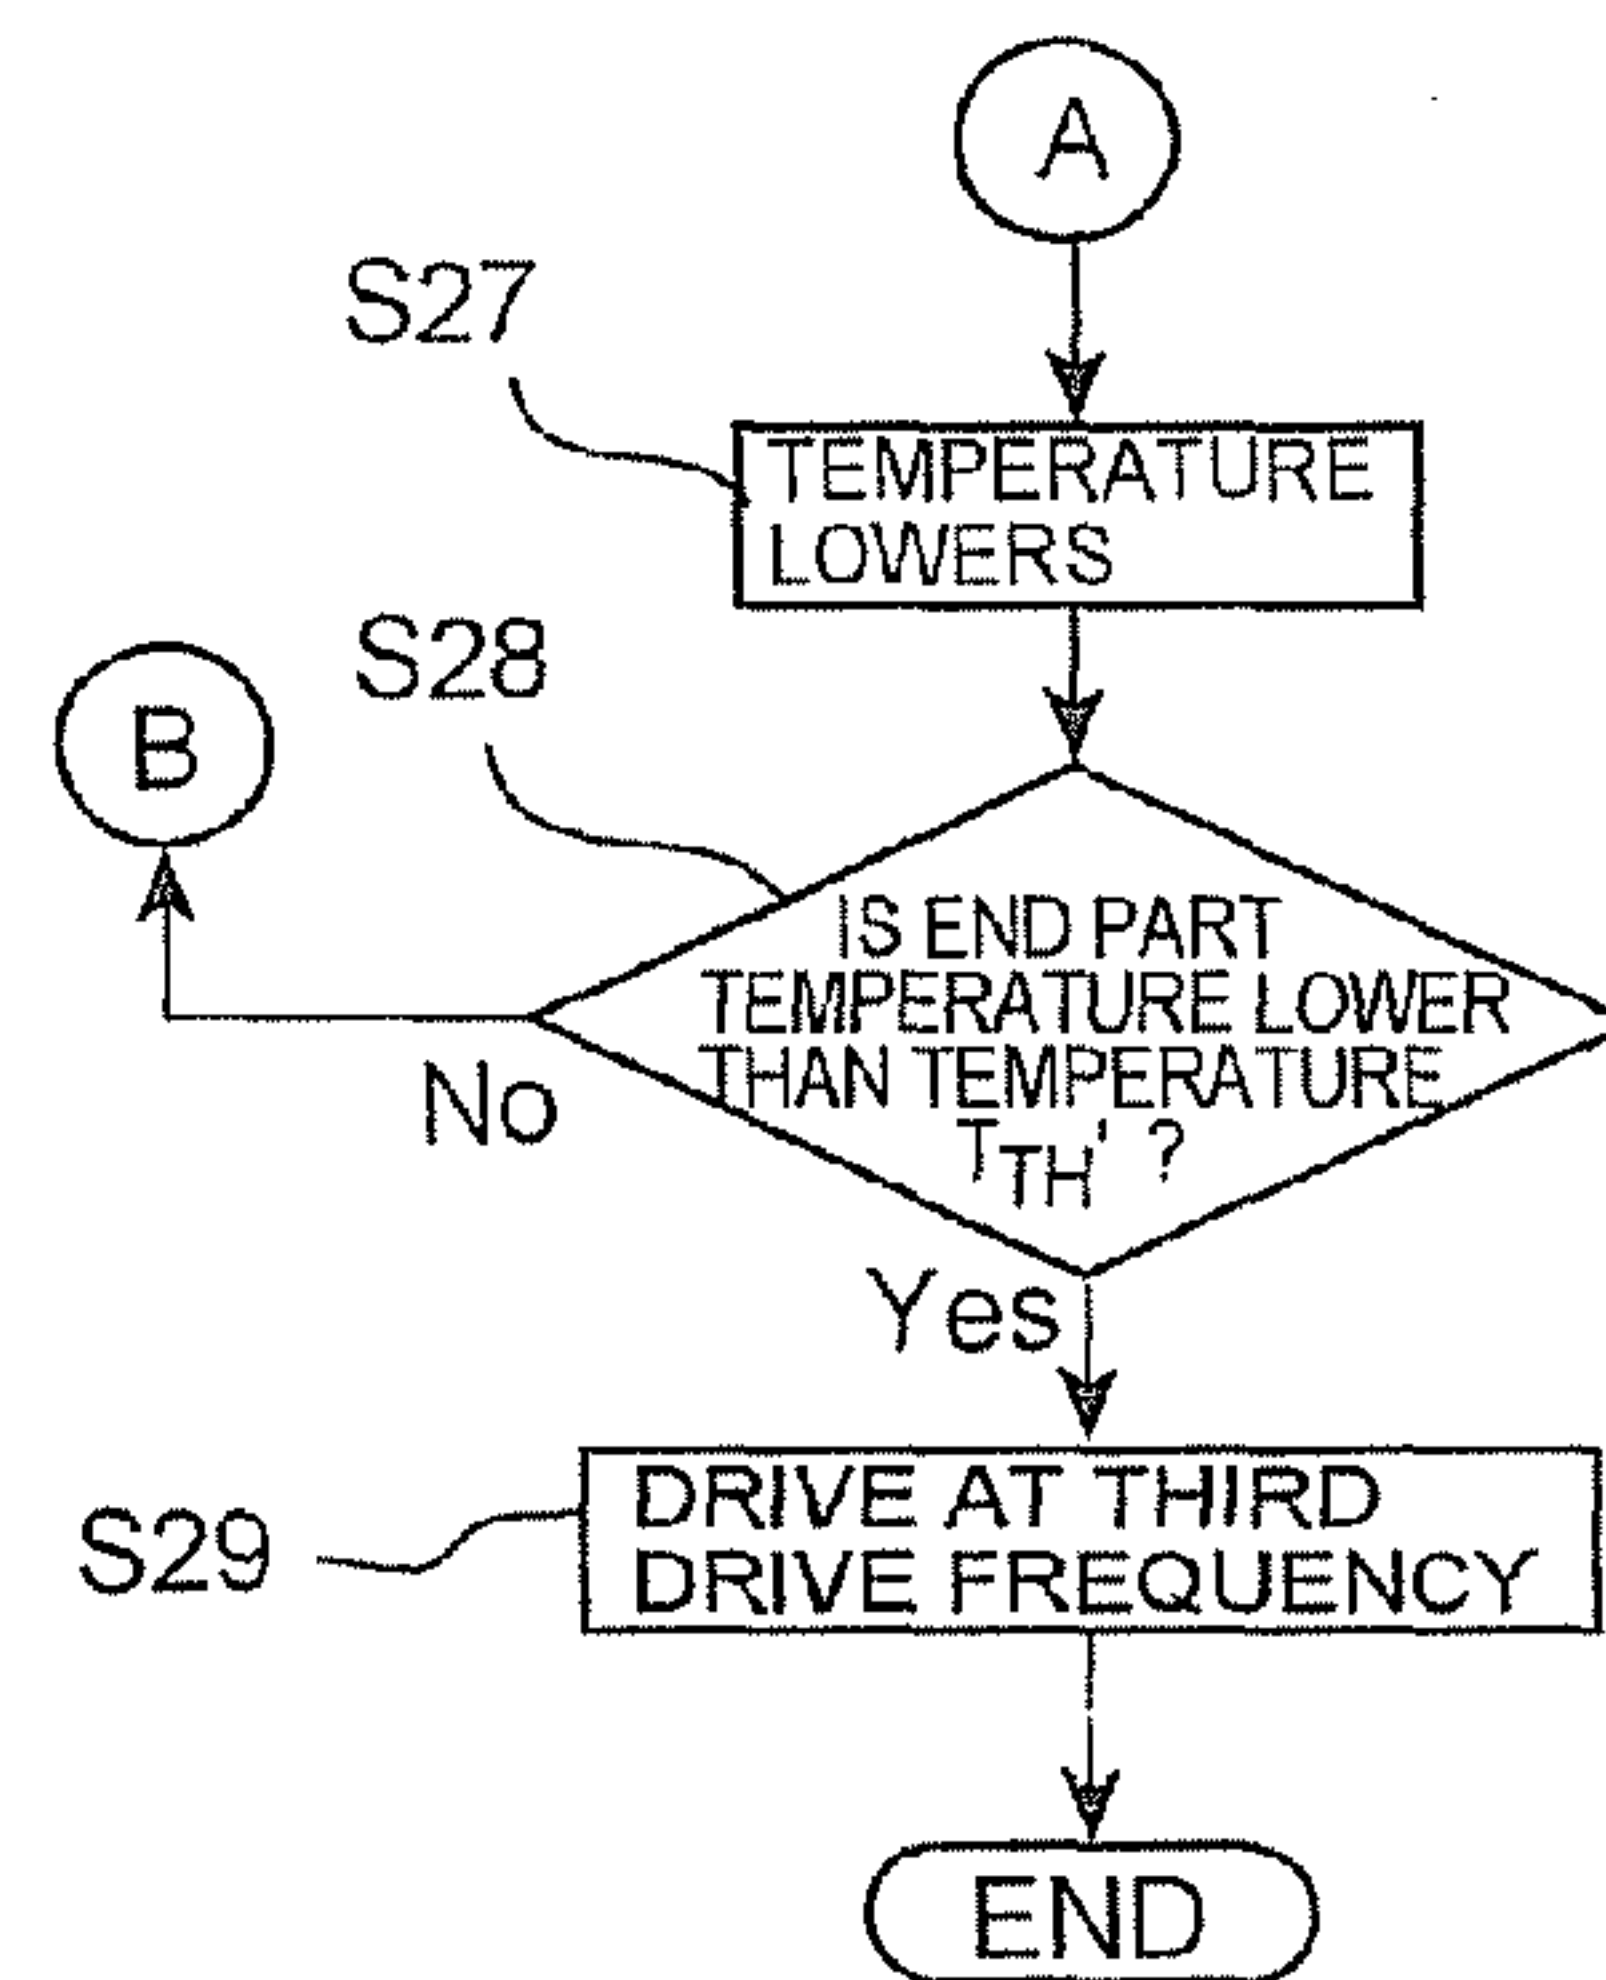 A
S27
TEMPERATURE
LOWERS
S28
B
IS END PART
TEMPERATURE LOWER
THAN TEMPERATURE
TTH' ?
No
Yes
S29
DRIVE AT THIRD
DRIVE FREQUENCY
END